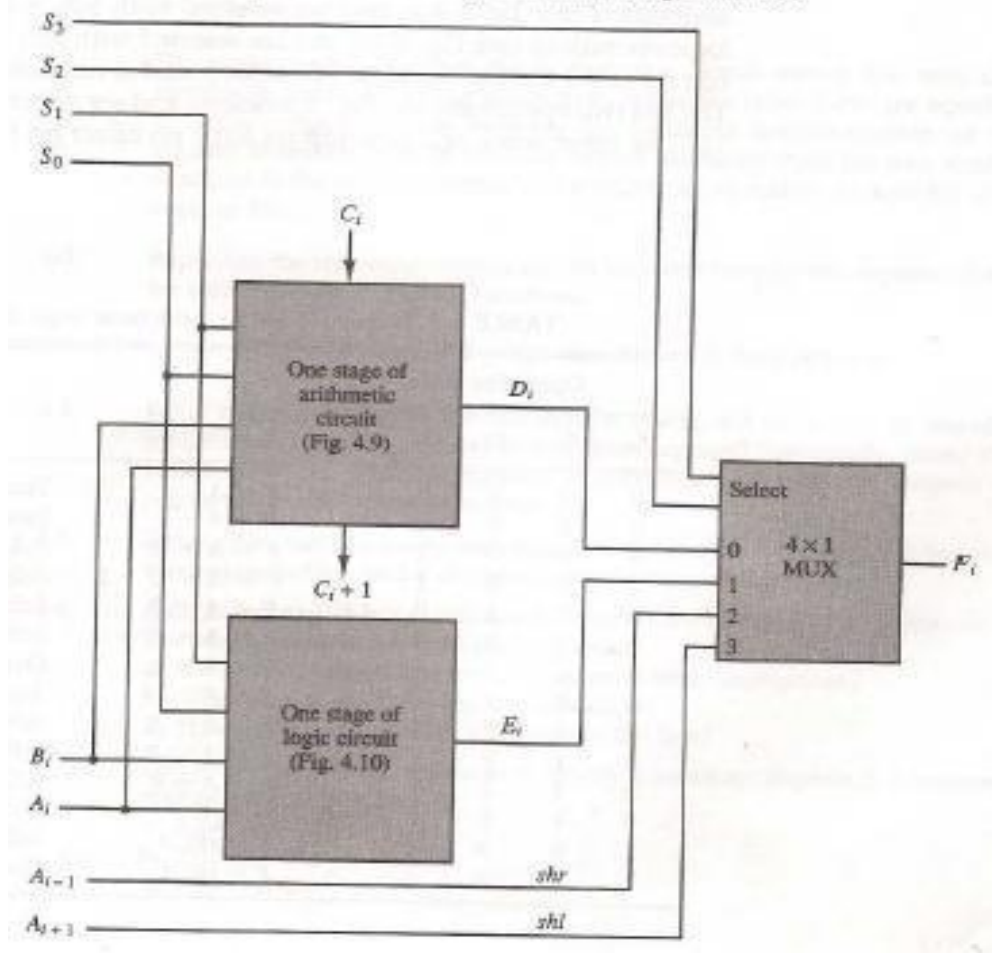 S₃
S₂
S₁
S₀
Cᵢ
One stage of
arithmetic
circuit
(Fig. 4.9)
Dᵢ
Cᵢ + 1
Select
0
1
2
3
4 × 1
MUX
Fᵢ
One stage of
logic circuit
(Fig. 4.10)
Eᵢ
Bᵢ
Aᵢ
Aᵢ₋₁
shr
Aᵢ₊₁
shl